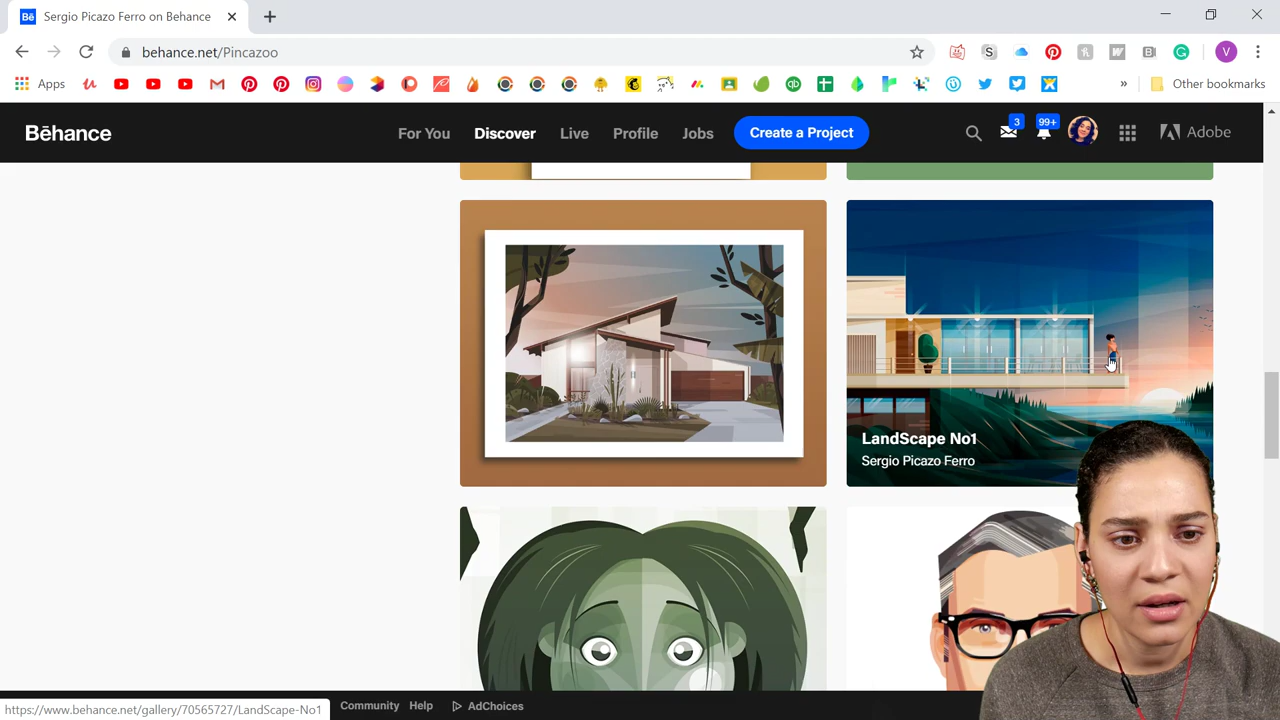 Bē
Sergio Picazo Ferro on Behance
behance.net/Pincazoo
V
Apps
»
Other bookmarks
Bēhance
For You
Discover
Live
Profile
Jobs
Create a Project
3
99+
Adobe
LandScape No1
Sergio Picazo Ferro
https://www.behance.net/gallery/70565727/LandScape-No1
Community
Help
AdChoices